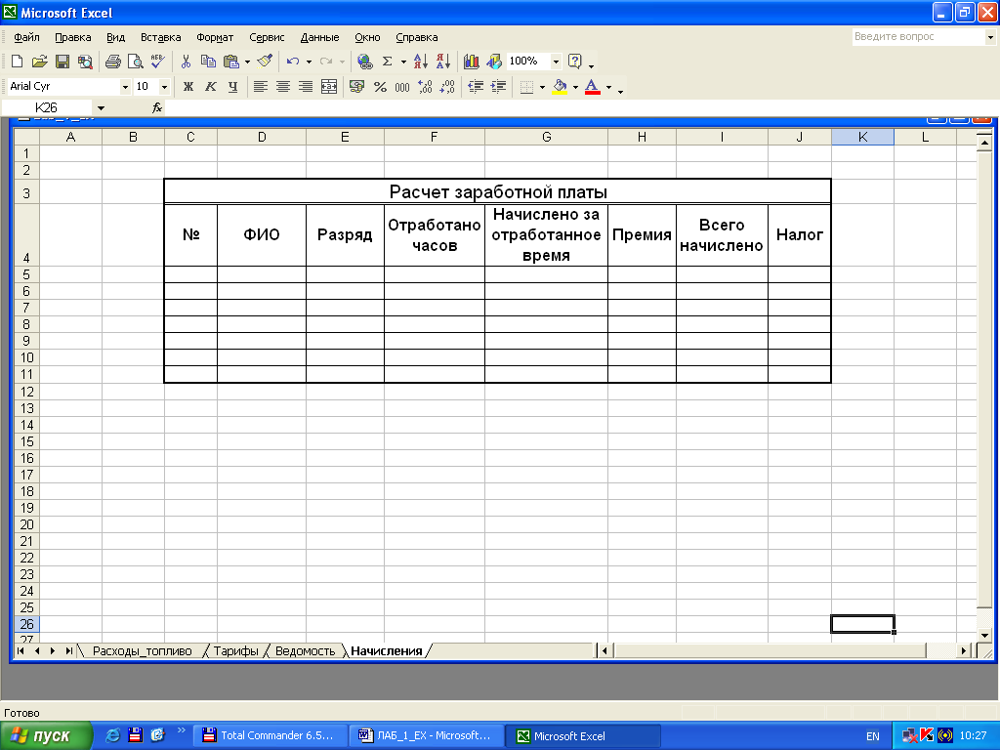 Microsoft Excel
Файл Правка Вид Вставка Формат Сервис Данные Окно Справка Введите вопрос
100%
Arial Cyr 10 Ж К Ч % 000
K26 fx
A B C D E F G H I J K L
1
2
3 Расчет заработной платы
4 № ФИО Разряд Отработано часов Начислено за отработанное время Премия Всего начислено Налог
5
6
7
8
9
10
11
12
13
14
15
16
17
18
19
20
21
22
23
24
25
26
27
Расходы_топливо Тарифы Ведомость Начисления
Готово
пуск Total Commander 6.5... ЛАБ_1_EX - Microsoft... Microsoft Excel EN 10:27